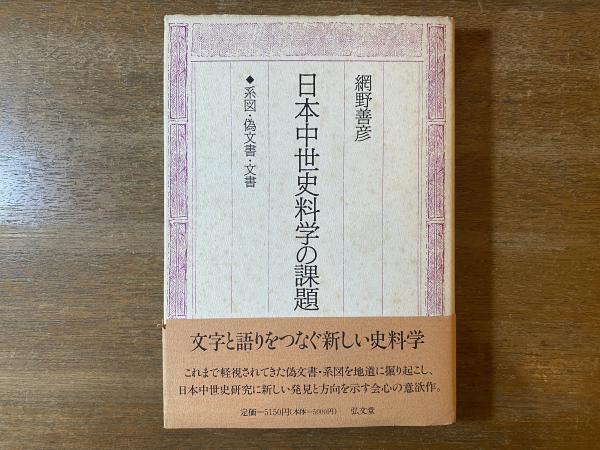 網野善彦
日本中世史料学の課題
◆系図・偽文書・文書
文字と語りをつなぐ新しい史料学
これまで軽視されてきた偽文書・系図を地道に掘り起こし、
日本中世史研究に新しい発見と方向を示す会心の意欲作。
定価=5150円(本体=5000円) 弘文堂